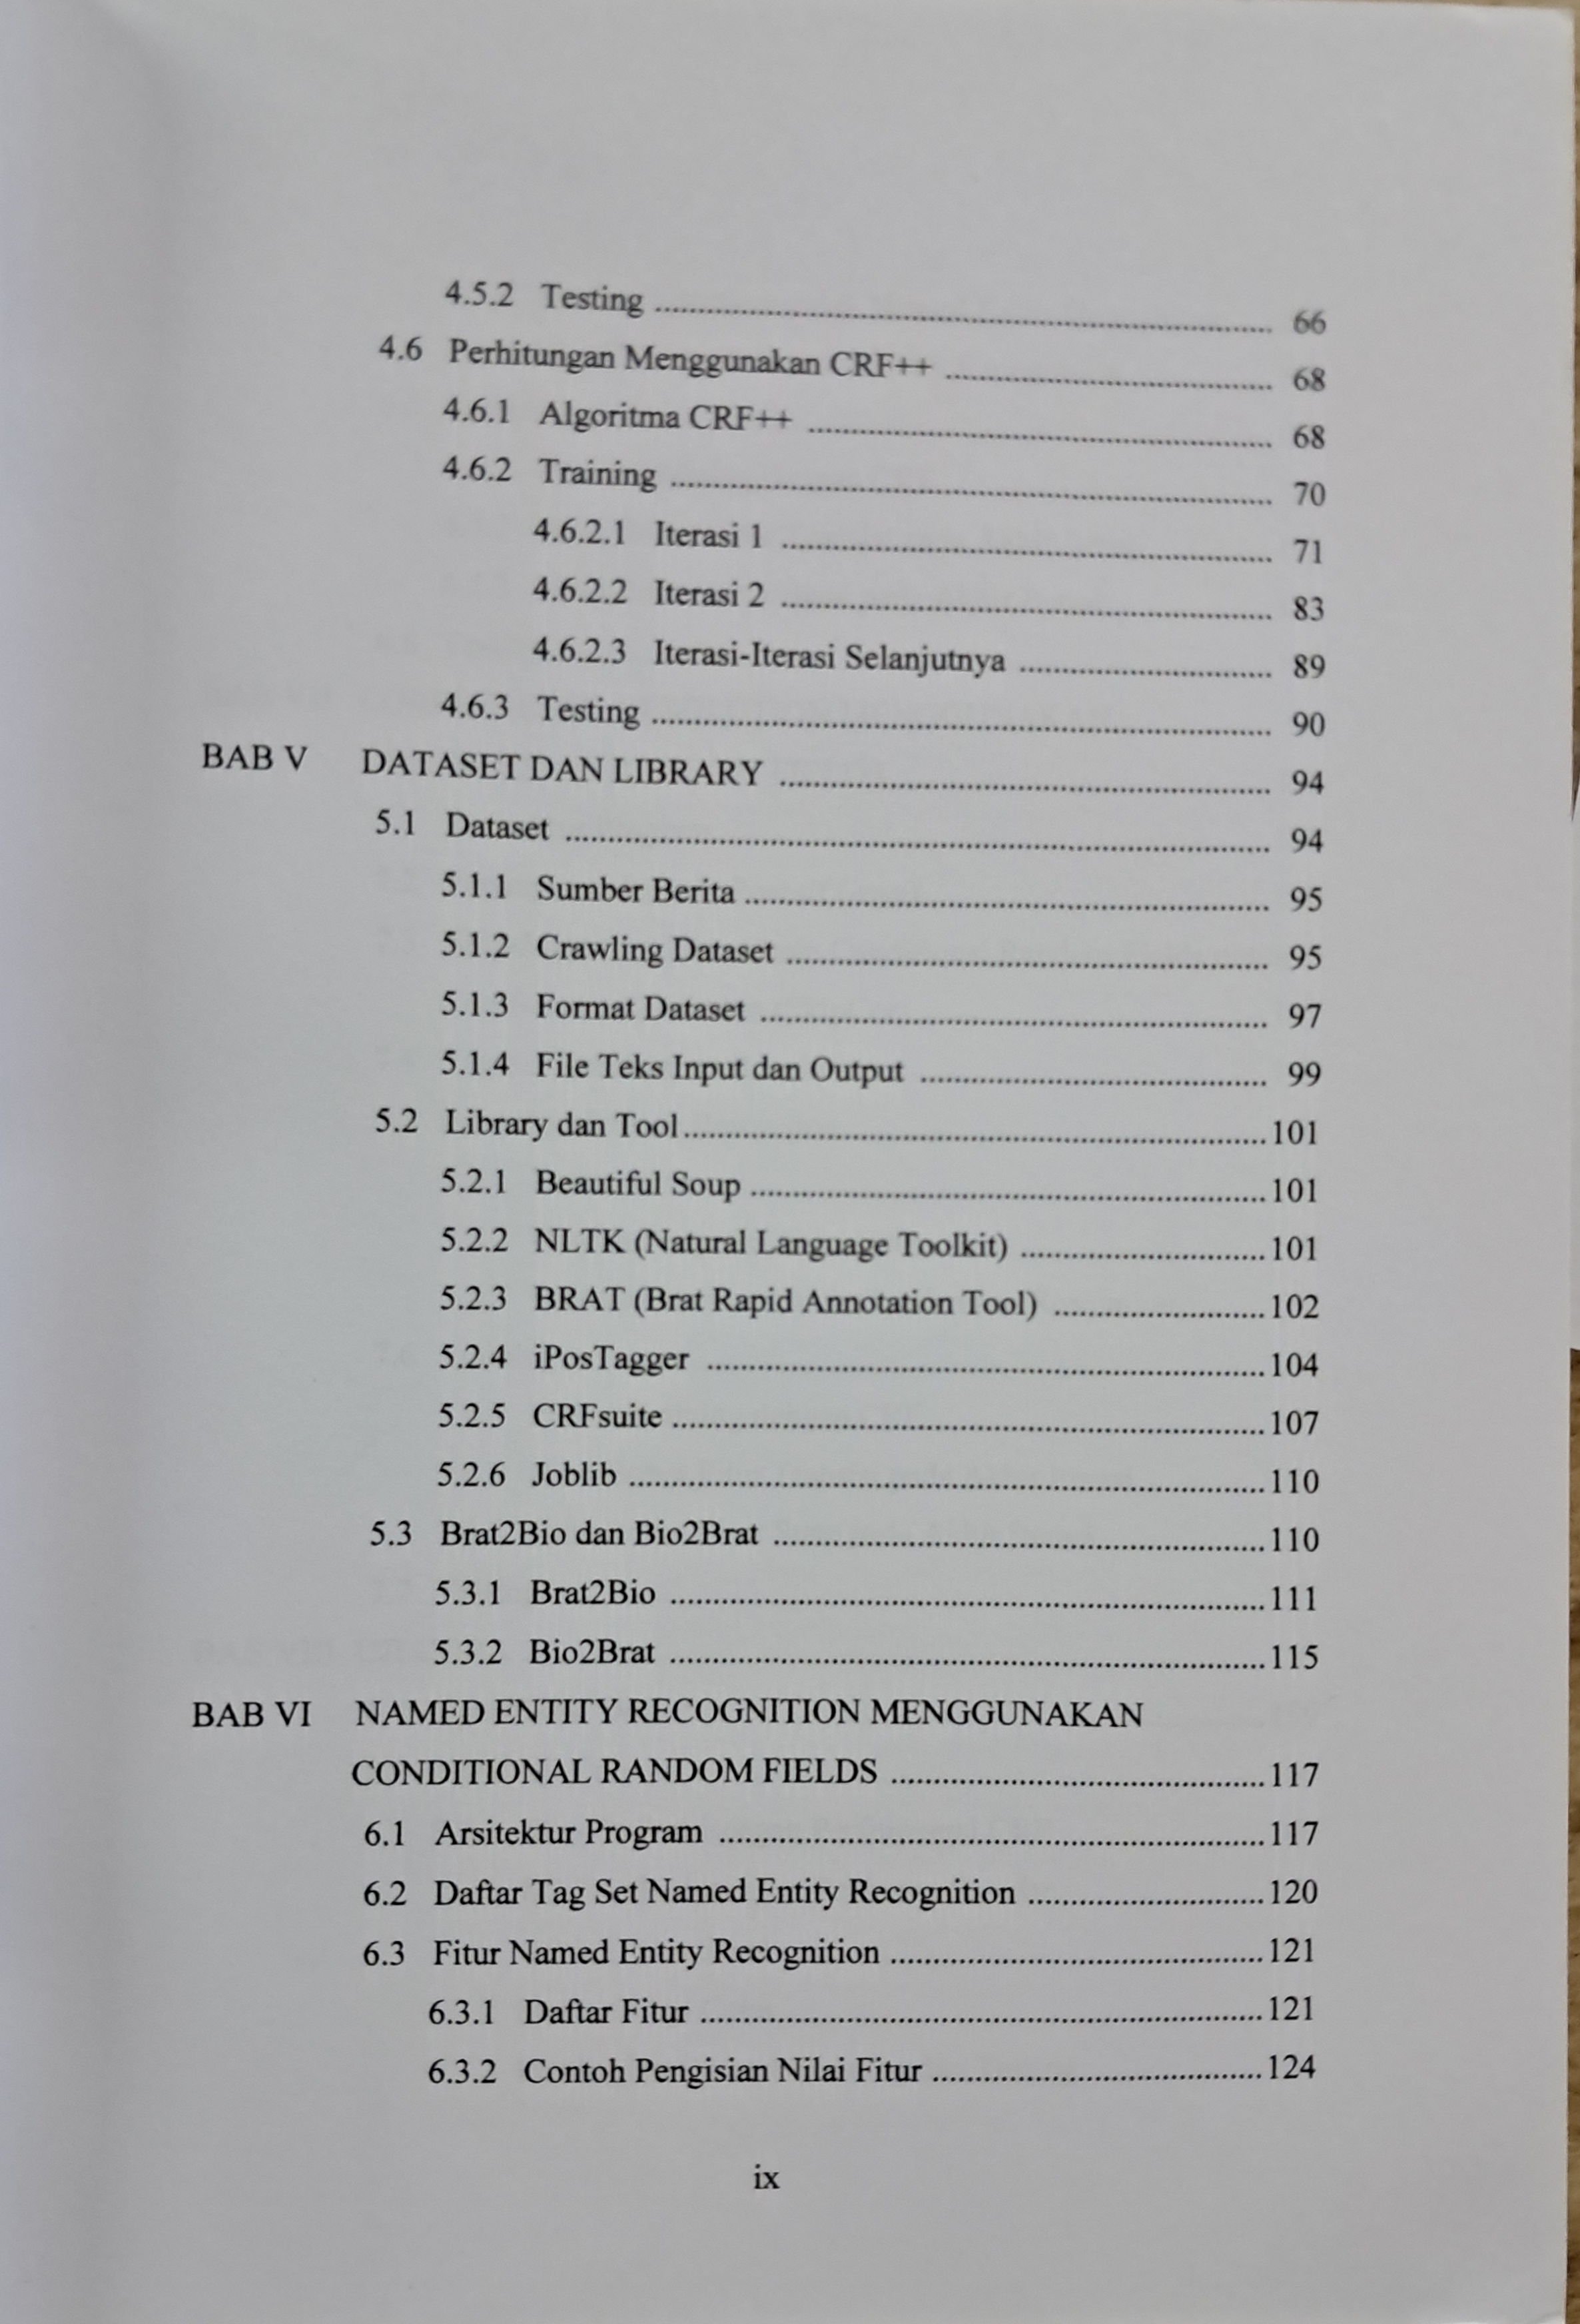 4.5.2 Testing ........................................ 66
4.6 Perhitungan Menggunakan CRF++ ........................................ 68
4.6.1 Algoritma CRF++ ........................................ 68
4.6.2 Training ........................................ 70
4.6.2.1 Iterasi 1 ........................................ 71
4.6.2.2 Iterasi 2 ........................................ 83
4.6.2.3 Iterasi-Iterasi Selanjutnya ........................................ 89
4.6.3 Testing ........................................ 90
BAB V DATASET DAN LIBRARY ........................................ 94
5.1 Dataset ........................................ 94
5.1.1 Sumber Berita ........................................ 95
5.1.2 Crawling Dataset ........................................ 95
5.1.3 Format Dataset ........................................ 97
5.1.4 File Teks Input dan Output ........................................ 99
5.2 Library dan Tool ........................................ 101
5.2.1 Beautiful Soup ........................................ 101
5.2.2 NLTK (Natural Language Toolkit) ........................................ 101
5.2.3 BRAT (Brat Rapid Annotation Tool) ........................................ 102
5.2.4 iPosTagger ........................................ 104
5.2.5 CRFsuite ........................................ 107
5.2.6 Joblib ........................................ 110
5.3 Brat2Bio dan Bio2Brat ........................................ 110
5.3.1 Brat2Bio ........................................ 111
5.3.2 Bio2Brat ........................................ 115
BAB VI NAMED ENTITY RECOGNITION MENGGUNAKAN
CONDITIONAL RANDOM FIELDS ........................................ 117
6.1 Arsitektur Program ........................................ 117
6.2 Daftar Tag Set Named Entity Recognition ........................................ 120
6.3 Fitur Named Entity Recognition ........................................ 121
6.3.1 Daftar Fitur ........................................ 121
6.3.2 Contoh Pengisian Nilai Fitur ........................................ 124
ix